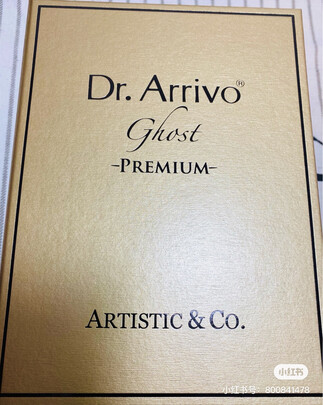 Dr. Arrivo®
Ghost
-PREMIUM-
ARTISTIC & CO.
小红书
小红书号：800841478